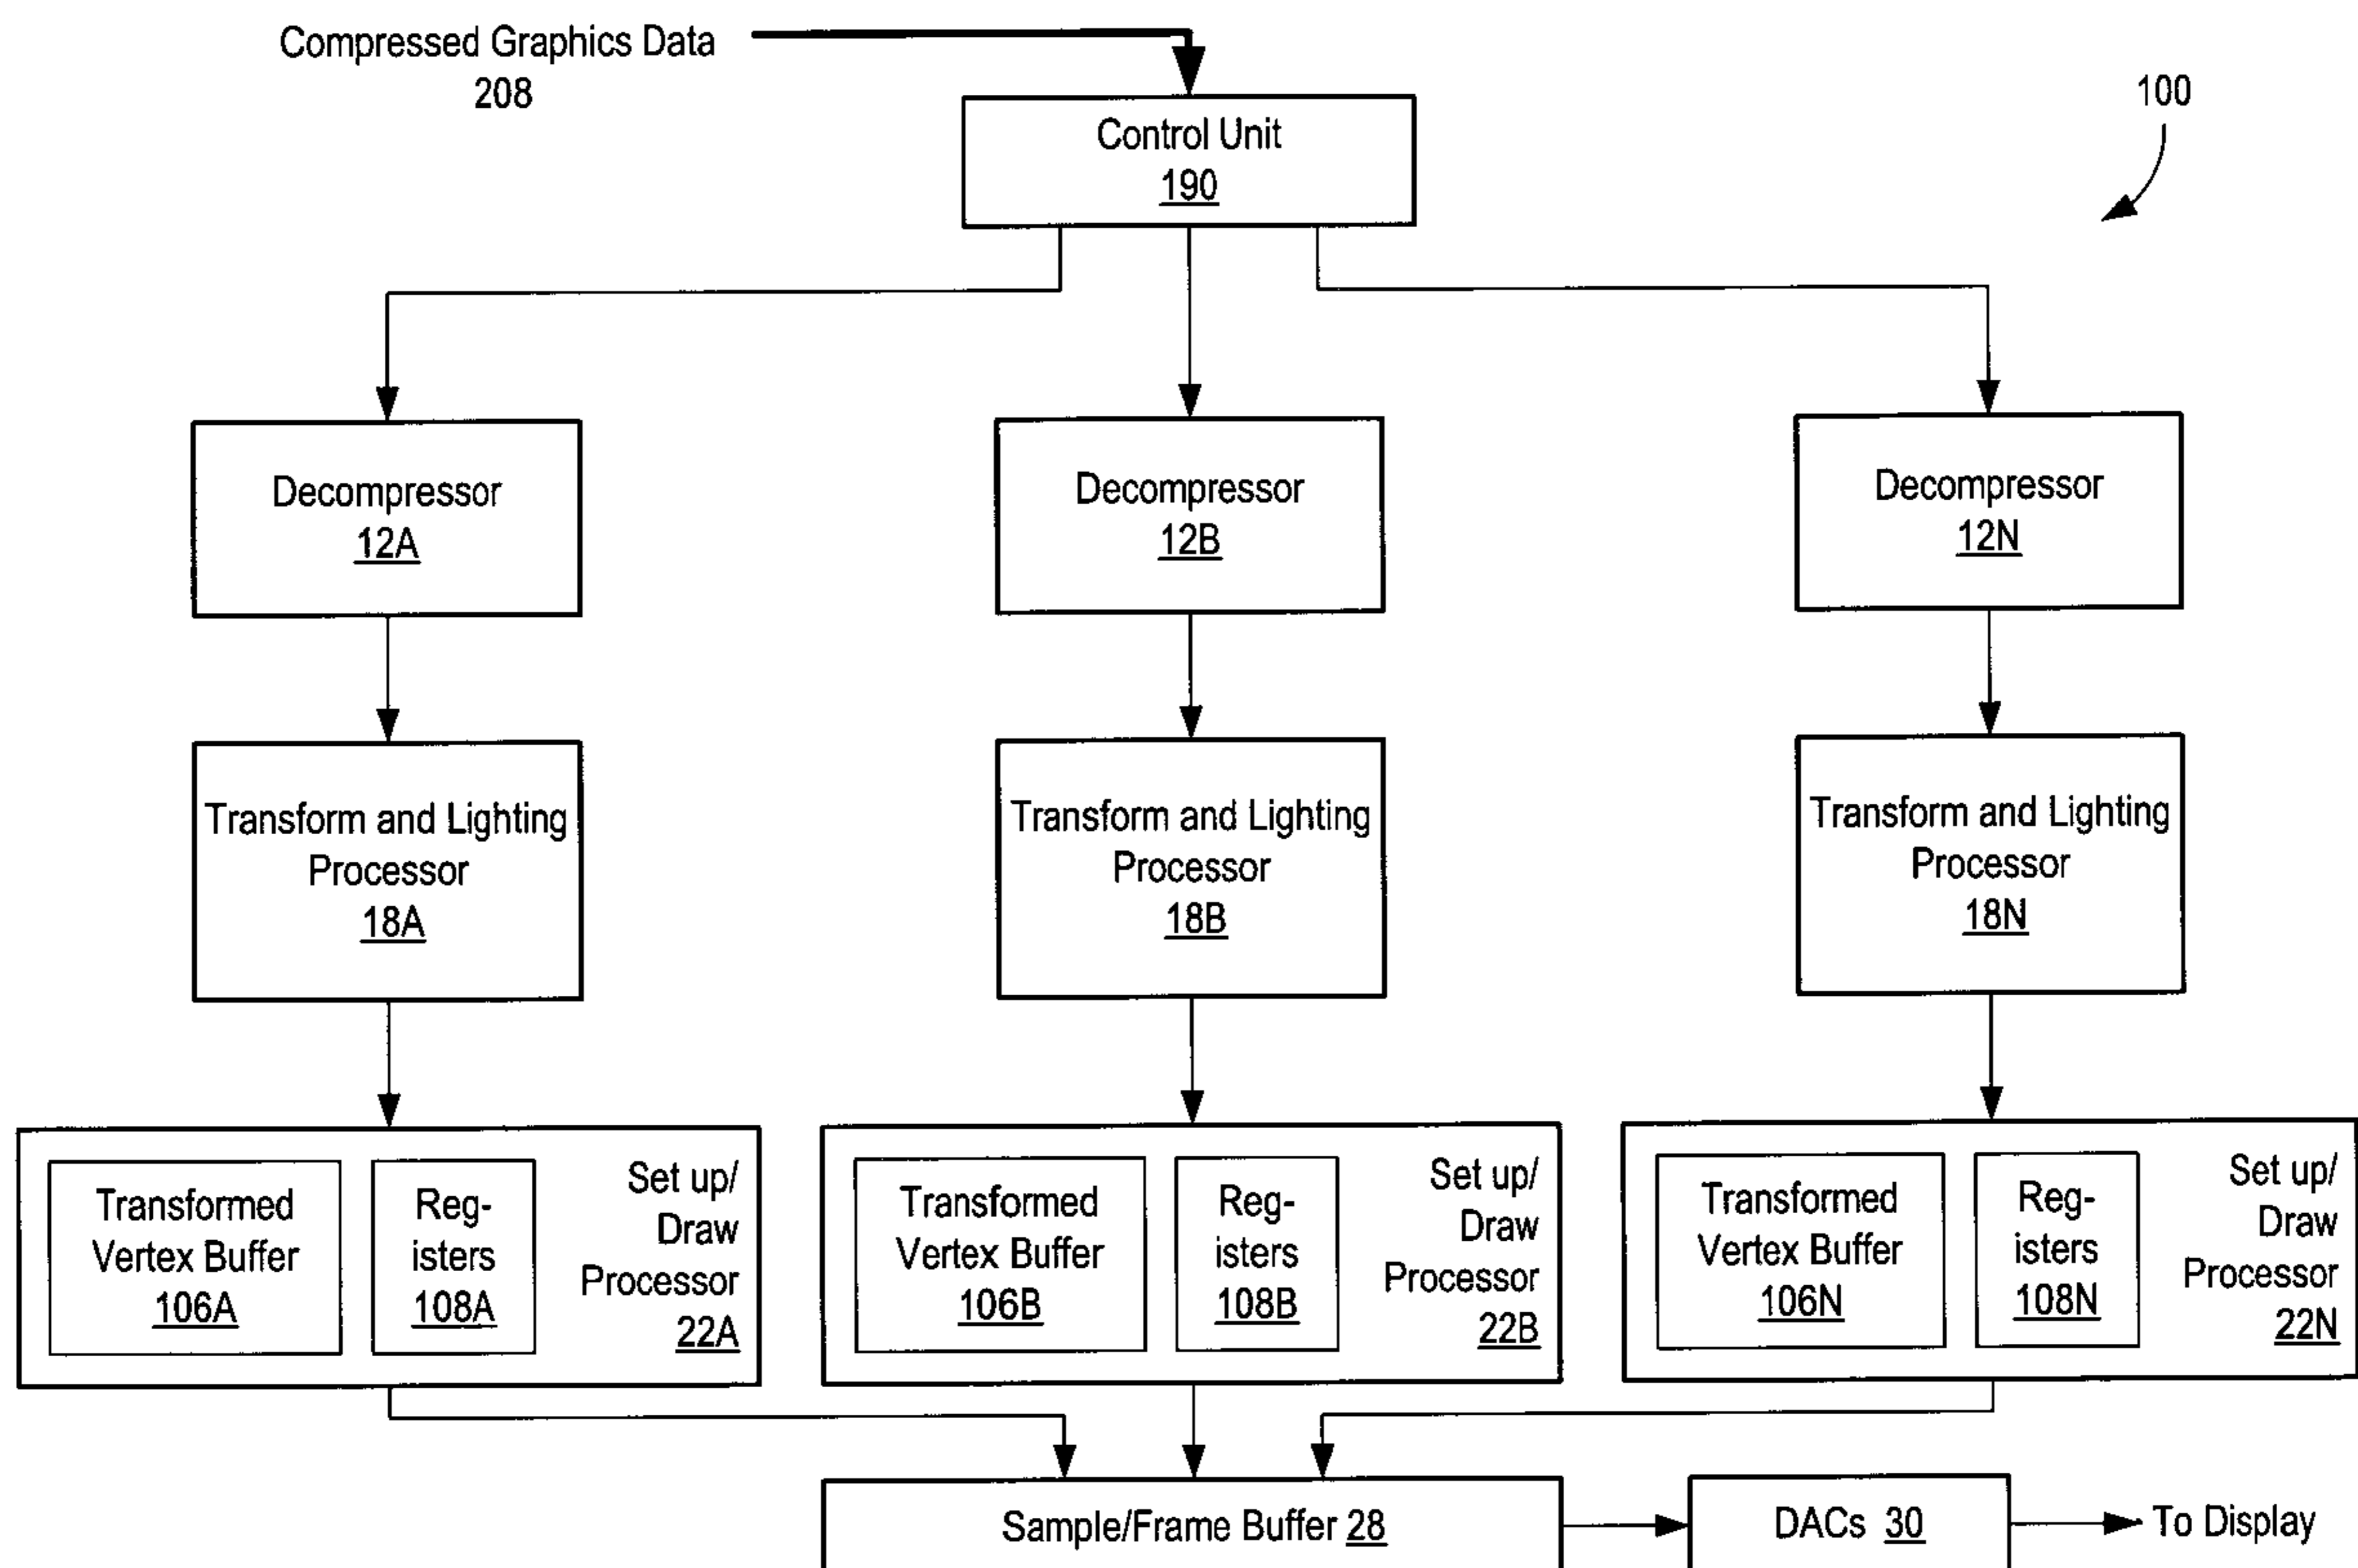 Compressed Graphics Data
208
100
Control Unit
190
Decompressor
12A
Decompressor
12B
Decompressor
12N
Transform and Lighting
Processor
18A
Transform and Lighting
Processor
18B
Transform and Lighting
Processor
18N
Transformed
Vertex Buffer
106A
Reg-
isters
108A
Set up/
Draw
Processor
22A
Transformed
Vertex Buffer
106B
Reg-
isters
108B
Set up/
Draw
Processor
22B
Transformed
Vertex Buffer
106N
Reg-
isters
108N
Set up/
Draw
Processor
22N
Sample/Frame Buffer 28
DACs 30
To Display